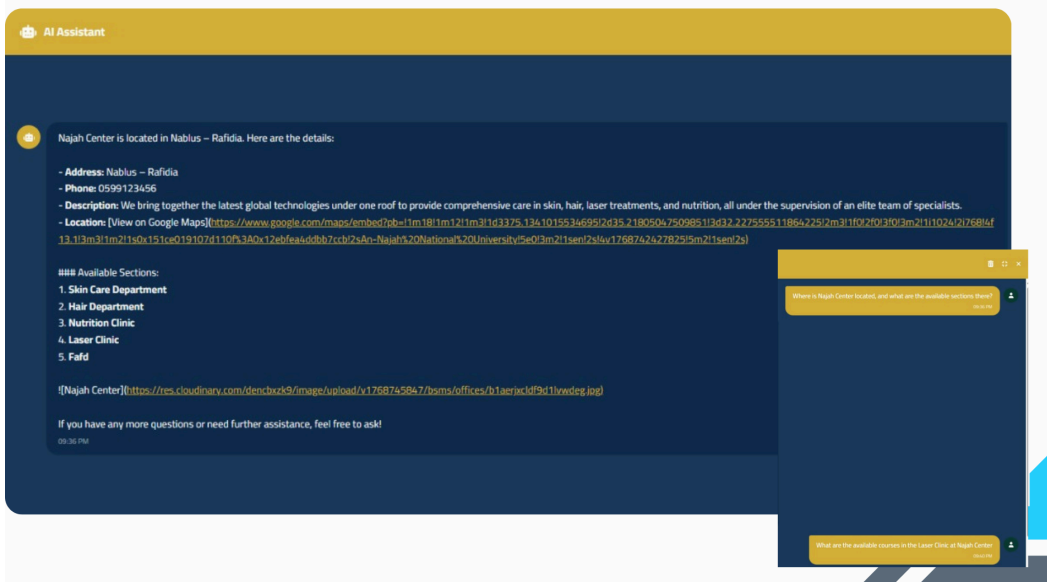 AI Assistant
Najah Center is located in Nablus – Rafidia. Here are the details:
- Address: Nablus – Rafidia
- Phone: 0599123456
- Description: We bring together the latest global technologies under one roof to provide comprehensive care in skin, hair, laser treatments, and nutrition, all under the supervision of an elite team of specialists.
- Location: [View on Google Maps](https://www.google.com/maps/embed?pb=!1m18!1m12!1m3!1d3375.1341015534695!2d35.21805047509851!3d32.227555511864225!2m3!1f0!2f0!3f0!3m2!1i1024!2i768!4f
13.1!3m3!1m2!1s0x151ce019107d110f%3A0x12ebfea4ddbb7ccb!2sAn-Najah%20National%20University!5e0!3m2!1sen!2s!4v1768742427825!5m2!1sen!2s)
### Available Sections:
1. Skin Care Department
2. Hair Department
3. Nutrition Clinic
4. Laser Clinic
5. Fafd
![Najah Center](https://res.cloudinary.com/dencbxzk9/image/upload/v1768745847/bsms/offices/b1aerjxcldf9d1lvwdeg.jpg)
If you have any more questions or need further assistance, feel free to ask!
09:36 PM
Where is Najah Center located, and what are the available sections there?
09:36 PM
What are the available courses in the Laser Clinic at Najah Center